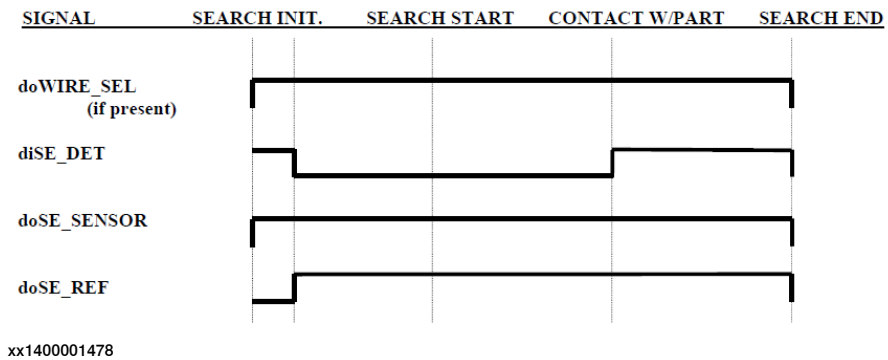 SIGNAL SEARCH INIT. SEARCH START CONTACT W/PART SEARCH END
doWIRE_SEL
(if present)
diSE_DET
doSE_SENSOR
doSE_REF
xx1400001478